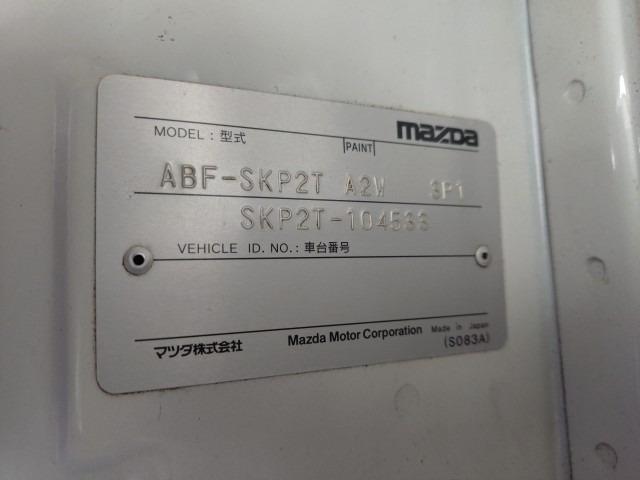 mazda
MODEL : 型式 PAINT
ABF-SKP2T A2W 3P1
SKP2T-104533
VEHICLE ID. NO. : 車台番号
マツダ株式会社 Mazda Motor Corporation Made in Japan
(S083A)